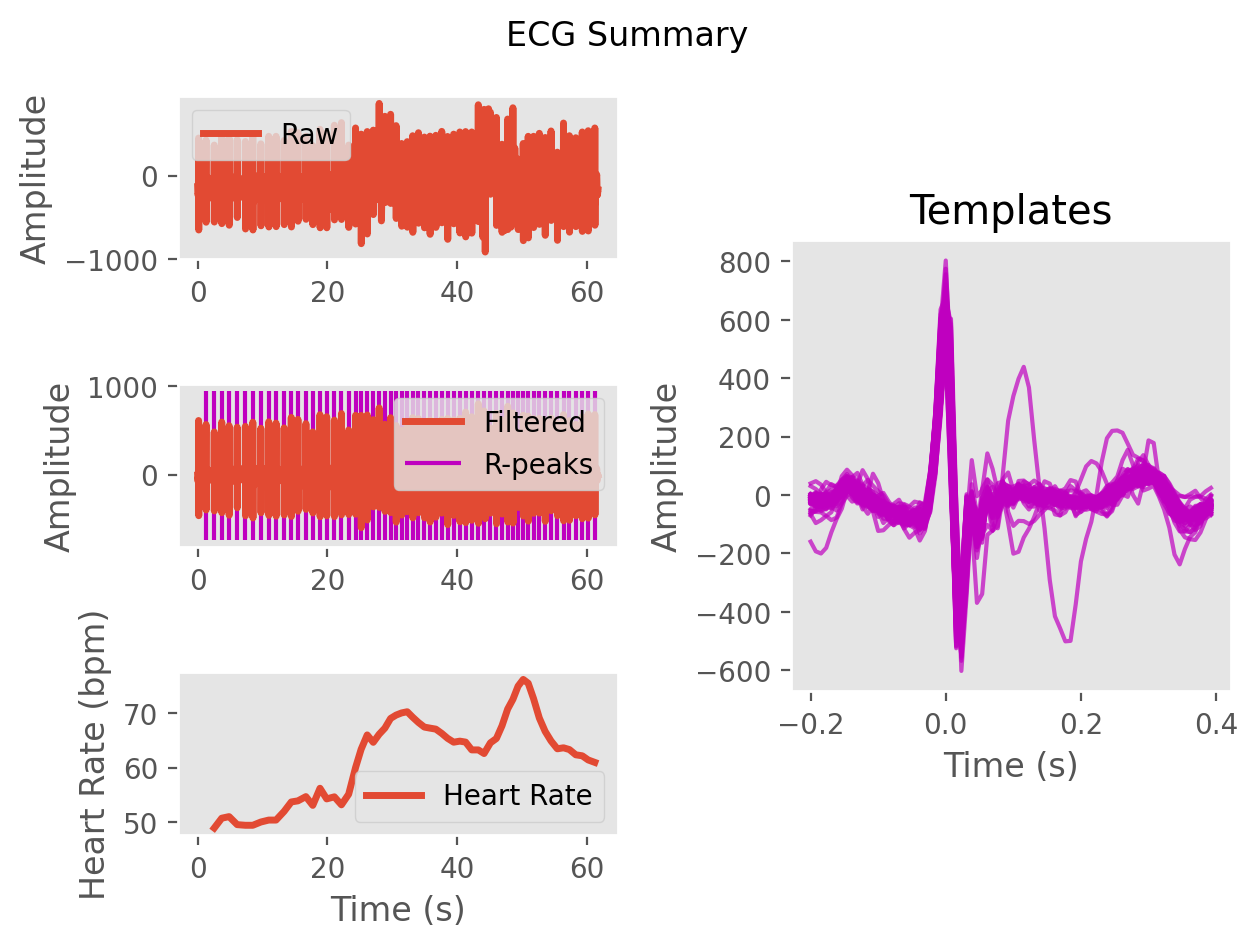 ECG Summary
Amplitude
0
−1000
Raw
0 20 40 60
Amplitude
1000
0
Filtered
R-peaks
0 20 40 60
Heart Rate (bpm)
70
60
50
Heart Rate
0 20 40 60
Time (s)
Templates
Amplitude
800
600
400
200
0
−200
−400
−600
−0.2 0.0 0.2 0.4
Time (s)